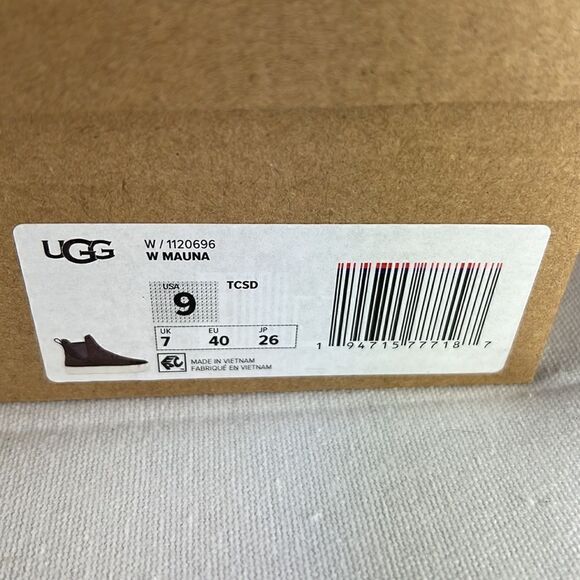 UGG
W / 1120696
W MAUNA
USA
9
TCSD
UK EU JP
7 40 26
MADE IN VIETNAM
FABRIQUÉ EN VIETNAM
1 94715 77718 7